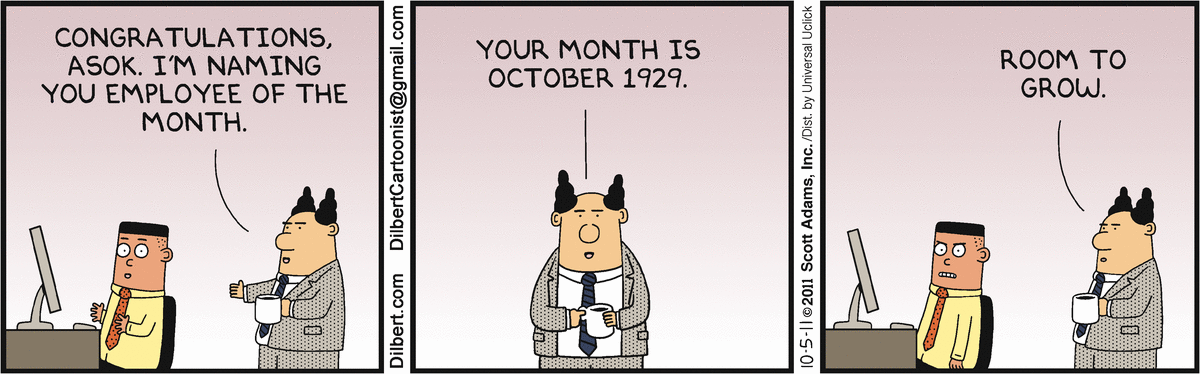 CONGRATULATIONS,
ASOK. I'M NAMING
YOU EMPLOYEE OF THE
MONTH.
Dilbert.com DilbertCartoonist@gmail.com
YOUR MONTH IS
OCTOBER 1929.
10-5-11 ©2011 Scott Adams, Inc. /Dist. by Universal Uclick
ROOM TO
GROW.